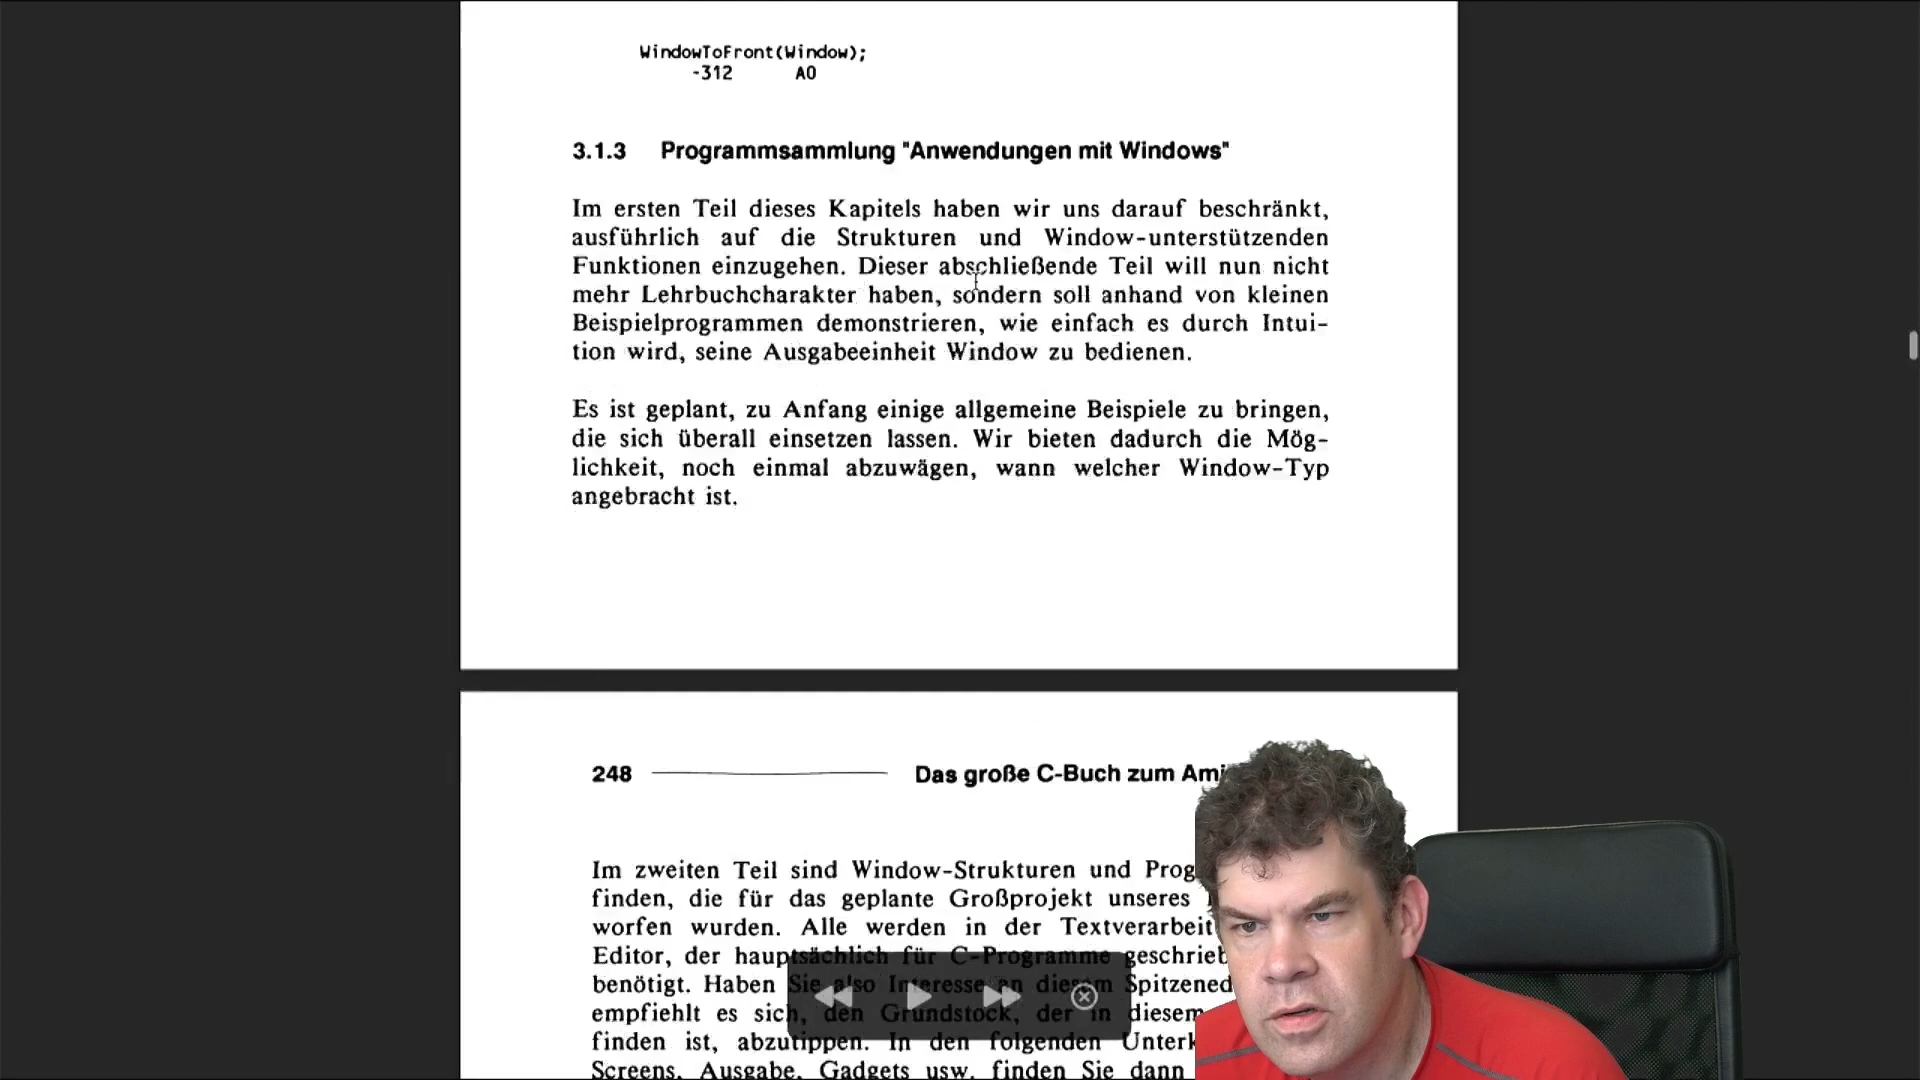 WindowToFront(Window);
-312 A0
3.1.3 Programmsammlung "Anwendungen mit Windows"
Im ersten Teil dieses Kapitels haben wir uns darauf beschränkt,
ausführlich auf die Strukturen und Window-unterstützenden
Funktionen einzugehen. Dieser abschließende Teil will nun nicht
mehr Lehrbuchcharakter haben, sondern soll anhand von kleinen
Beispielprogrammen demonstrieren, wie einfach es durch Intui-
tion wird, seine Ausgabeeinheit Window zu bedienen.
Es ist geplant, zu Anfang einige allgemeine Beispiele zu bringen,
die sich überall einsetzen lassen. Wir bieten dadurch die Mög-
lichkeit, noch einmal abzuwägen, wann welcher Window-Typ
angebracht ist.
248 Das große C-Buch zum
Im zweiten Teil sind Window-Strukturen und
finden, die für das geplante Großprojekt unseres
worfen wurden. Alle werden in der
Editor, der hauptsächlich für C-Programme
benötigt. Haben Sie also Interesse an diesem
empfiehlt es sich, den Grundstock, der in diesem
finden ist, abzutippen. In den folgenden
Screens, Ausgabe, Gadgets usw. finden Sie dann